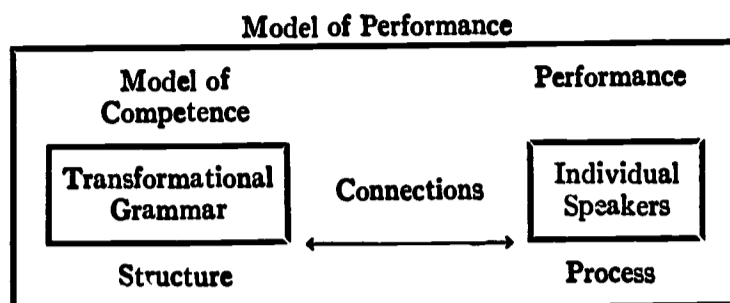 Model of Performance
Model of
Competence
Performance
Transformational
Grammar
Connections
Individual
Speakers
Structure
Process